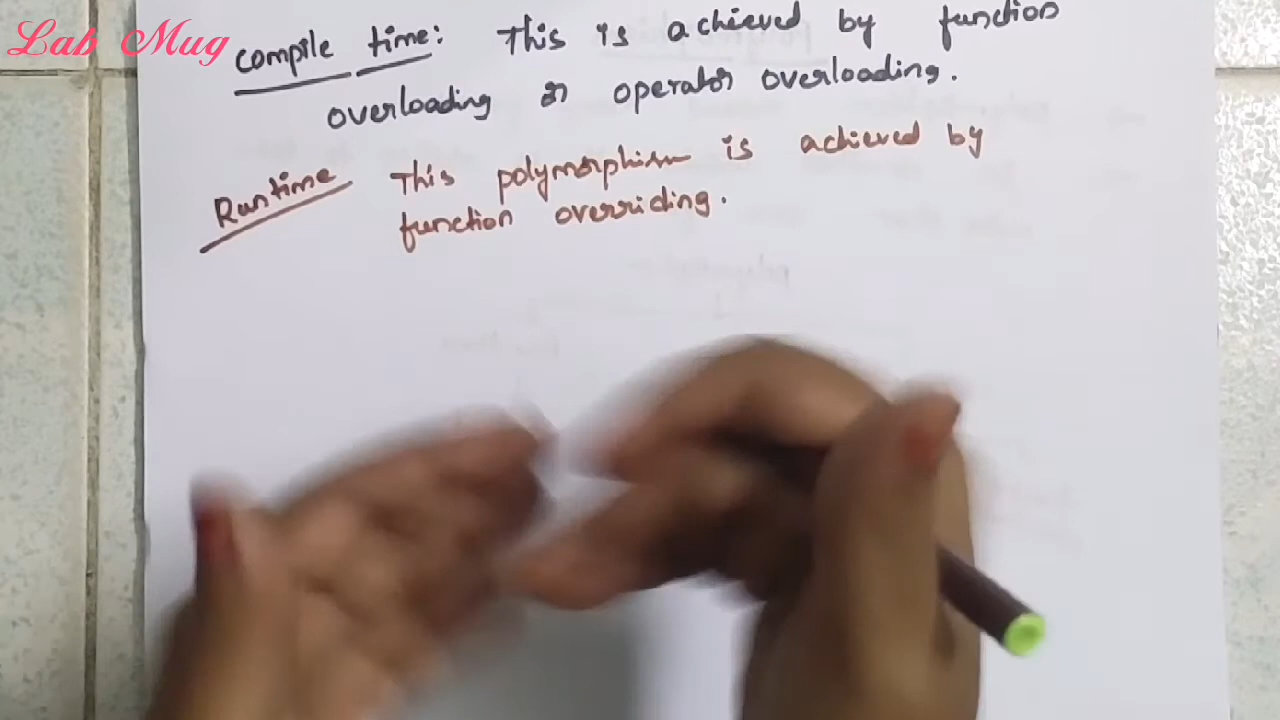 Lab Mug
compile time: This is achieved by function
overloading or operator overloading.
Runtime This polymorphism is achieved by
function overriding.